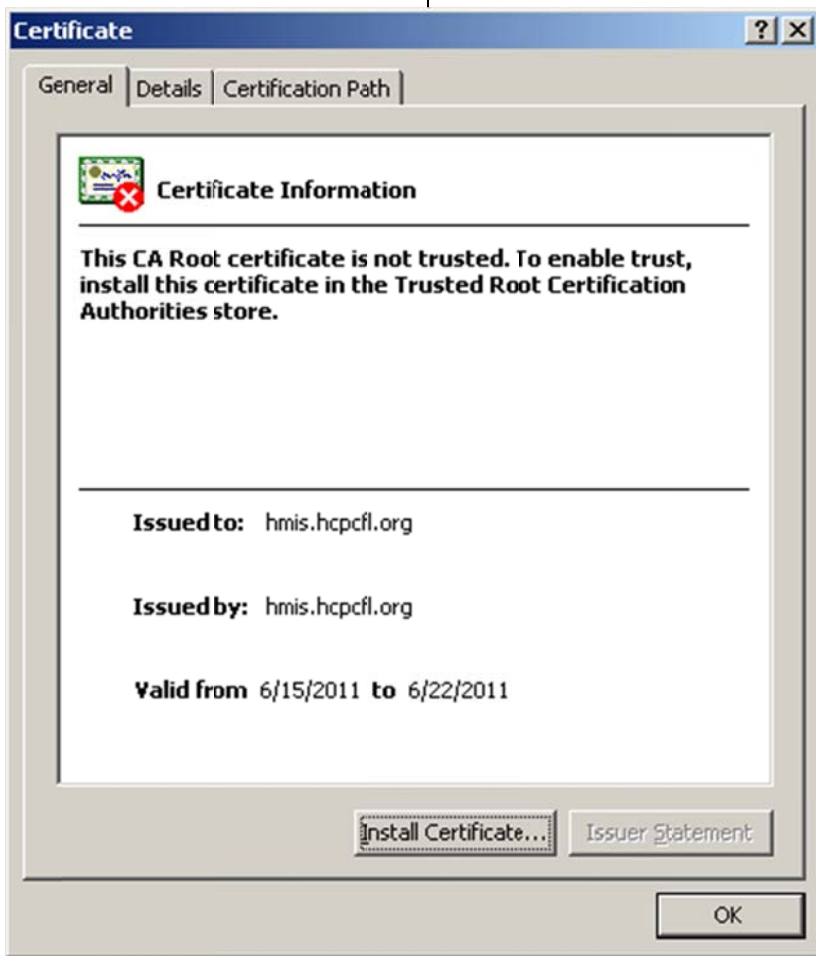 Certificate
General Details Certification Path
Certificate Information
This CA Root certificate is not trusted. To enable trust,
install this certificate in the Trusted Root Certification
Authorities store.
Issued to: hmis.hcpcfl.org
Issued by: hmis.hcpcfl.org
Valid from 6/15/2011 to 6/22/2011
Install Certificate... Issuer Statement
OK